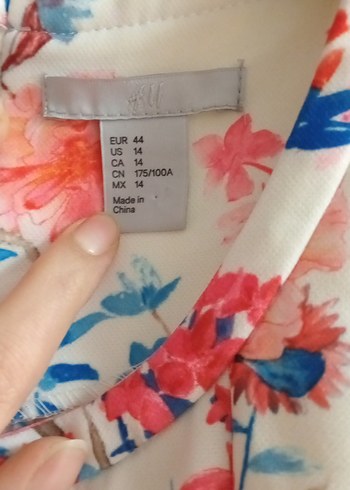 H&M
EUR 44
US 14
CA 14
CN 175/100A
MX 14
Made in
China